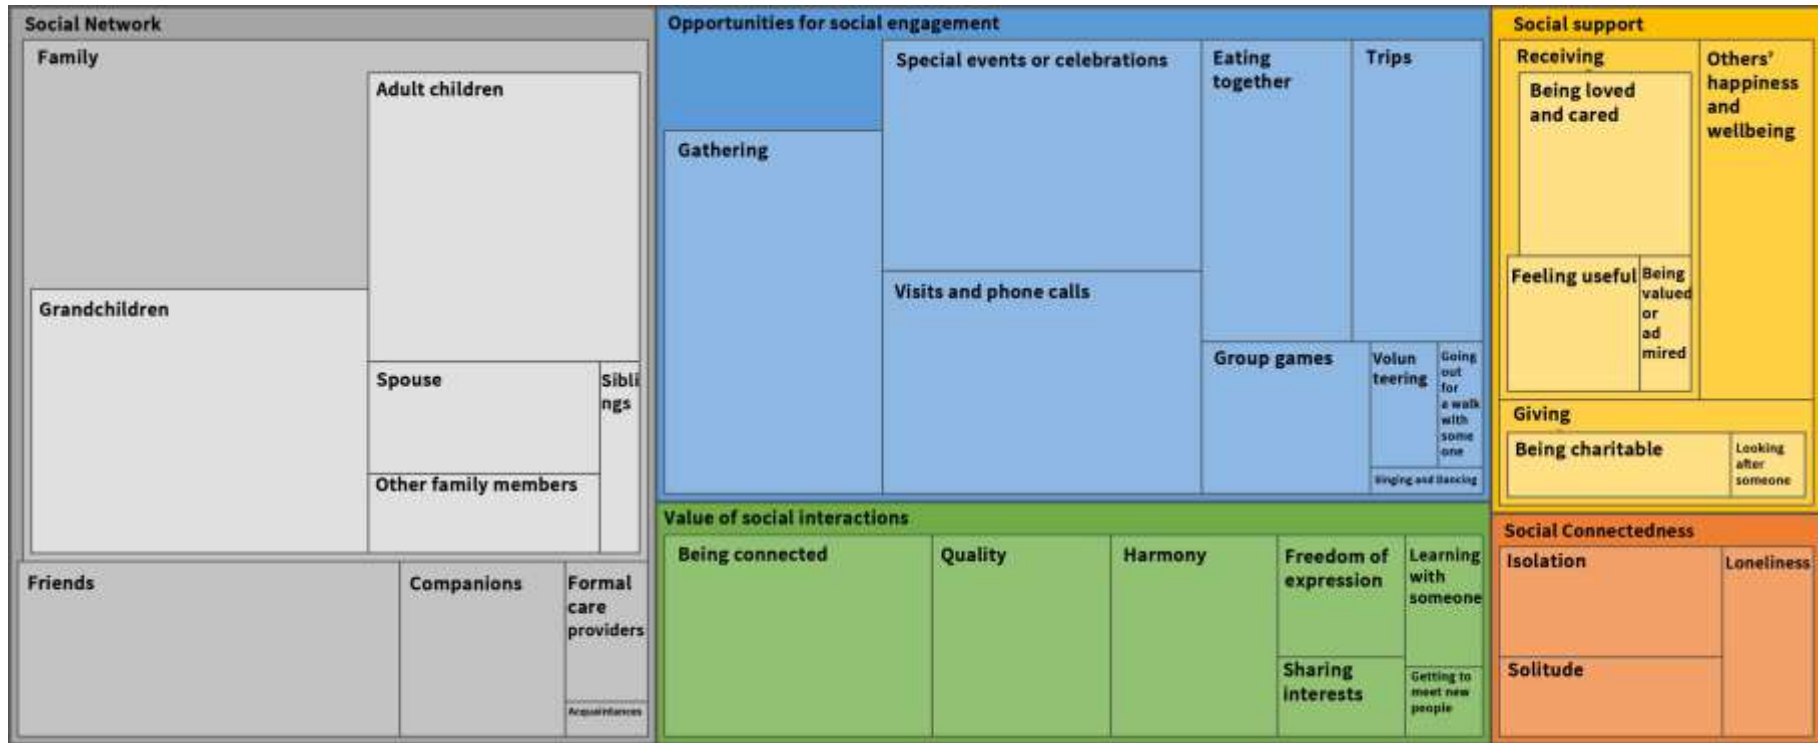 Social Network
Family
Adult children
Grandchildren
Spouse
Sibli
ngs
Other family members
Friends
Companions
Formal
care
providers
Acquaintances
Opportunities for social engagement
Gathering
Special events or celebrations
Visits and phone calls
Eating
together
Trips
Group games
Volun
teering
Going
out
for
a walk
with
some
one
Singing and Dancing
Value of social interactions
Being connected
Quality
Harmony
Freedom of
expression
Sharing
interests
Learning
with
someone
Getting to
meet new
people
Social support
Receiving
Being loved
and cared
Feeling useful
Being
valued
or
ad
mired
Others'
happiness
and
wellbeing
Giving
Being charitable
Looking
after
someone
Social Connectedness
Isolation
Solitude
Loneliness